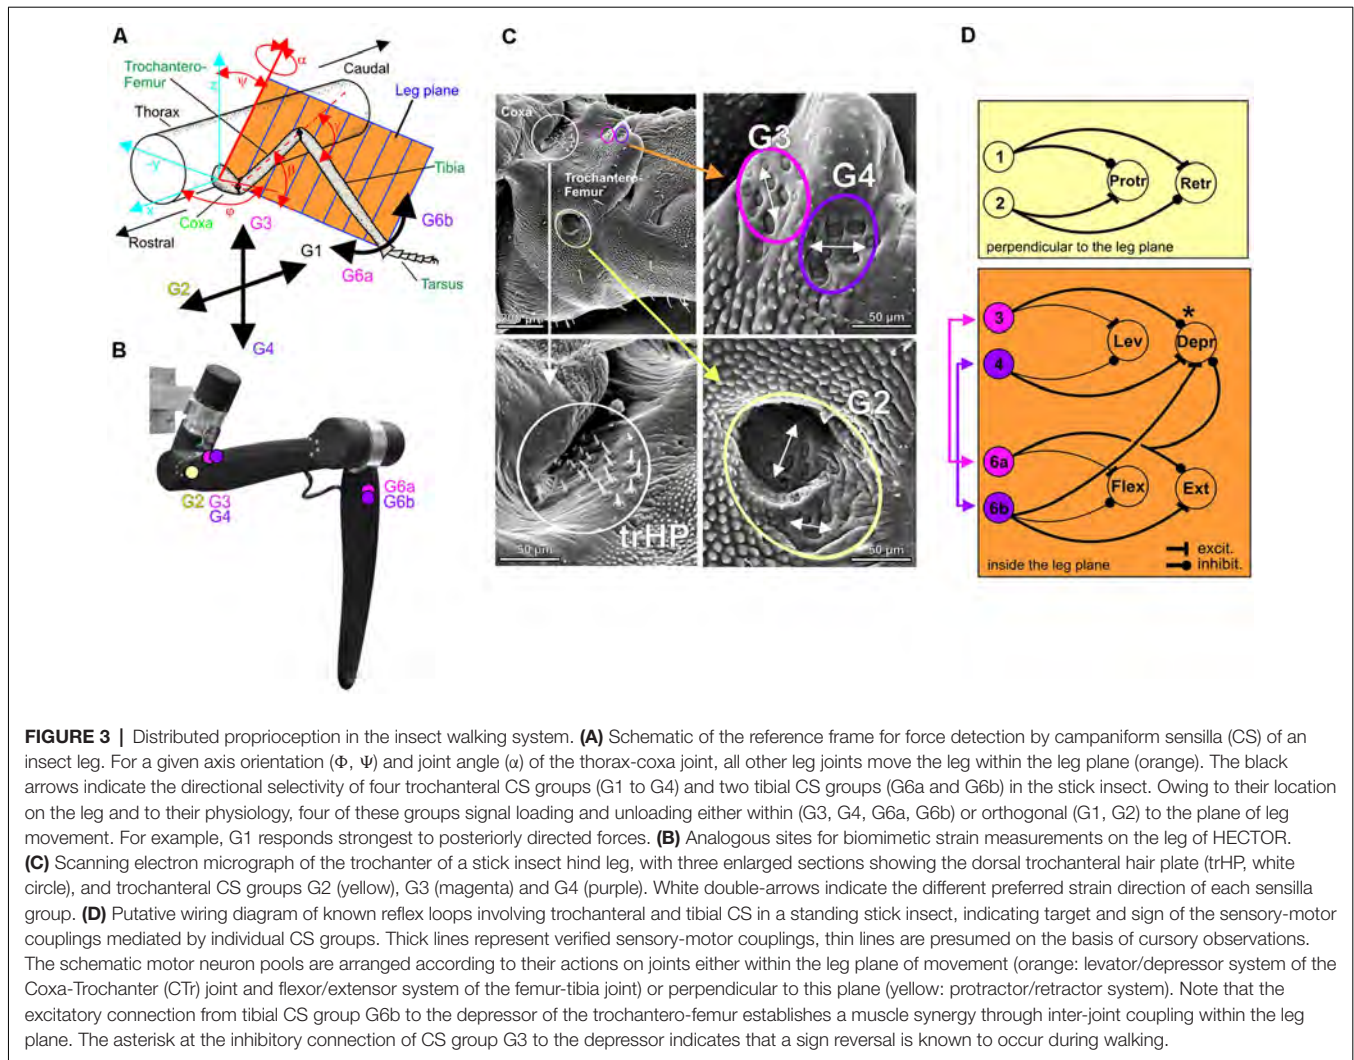 A
Trochantero-
Femur
Thorax
Caudal
Leg plane
Tibia
α
ψ
z
-y
x
β
φ
Coxa
G3
G1
G6b
G6a
Rostral
G2
G4
Tarsus
B
G2 G3
G4
G6a
G6b
C
Coxa
Trochantero-
Femur
200 µm
G3
G4
50 µm
trHP
50 µm
G2
50 µm
D
1
2
Protr
Retr
perpendicular to the leg plane
3
4
*
Lev
Depr
6a
6b
Flex
Ext
excit.
inhibit.
inside the leg plane
FIGURE 3 | Distributed proprioception in the insect walking system. (A) Schematic of the reference frame for force detection by campaniform sensilla (CS) of an
insect leg. For a given axis orientation (Φ, Ψ) and joint angle (α) of the thorax-coxa joint, all other leg joints move the leg within the leg plane (orange). The black
arrows indicate the directional selectivity of four trochanteral CS groups (G1 to G4) and two tibial CS groups (G6a and G6b) in the stick insect. Owing to their location
on the leg and to their physiology, four of these groups signal loading and unloading either within (G3, G4, G6a, G6b) or orthogonal (G1, G2) to the plane of leg
movement. For example, G1 responds strongest to posteriorly directed forces. (B) Analogous sites for biomimetic strain measurements on the leg of HECTOR.
(C) Scanning electron micrograph of the trochanter of a stick insect hind leg, with three enlarged sections showing the dorsal trochanteral hair plate (trHP, white
circle), and trochanteral CS groups G2 (yellow), G3 (magenta) and G4 (purple). White double-arrows indicate the different preferred strain direction of each sensilla
group. (D) Putative wiring diagram of known reflex loops involving trochanteral and tibial CS in a standing stick insect, indicating target and sign of the sensory-motor
couplings mediated by individual CS groups. Thick lines represent verified sensory-motor couplings, thin lines are presumed on the basis of cursory observations.
The schematic motor neuron pools are arranged according to their actions on joints either within the leg plane of movement (orange: levator/depressor system of the
Coxa-Trochanter (CTr) joint and flexor/extensor system of the femur-tibia joint) or perpendicular to this plane (yellow: protractor/retractor system). Note that the
excitatory connection from tibial CS group G6b to the depressor of the trochantero-femur establishes a muscle synergy through inter-joint coupling within the leg
plane. The asterisk at the inhibitory connection of CS group G3 to the depressor indicates that a sign reversal is known to occur during walking.